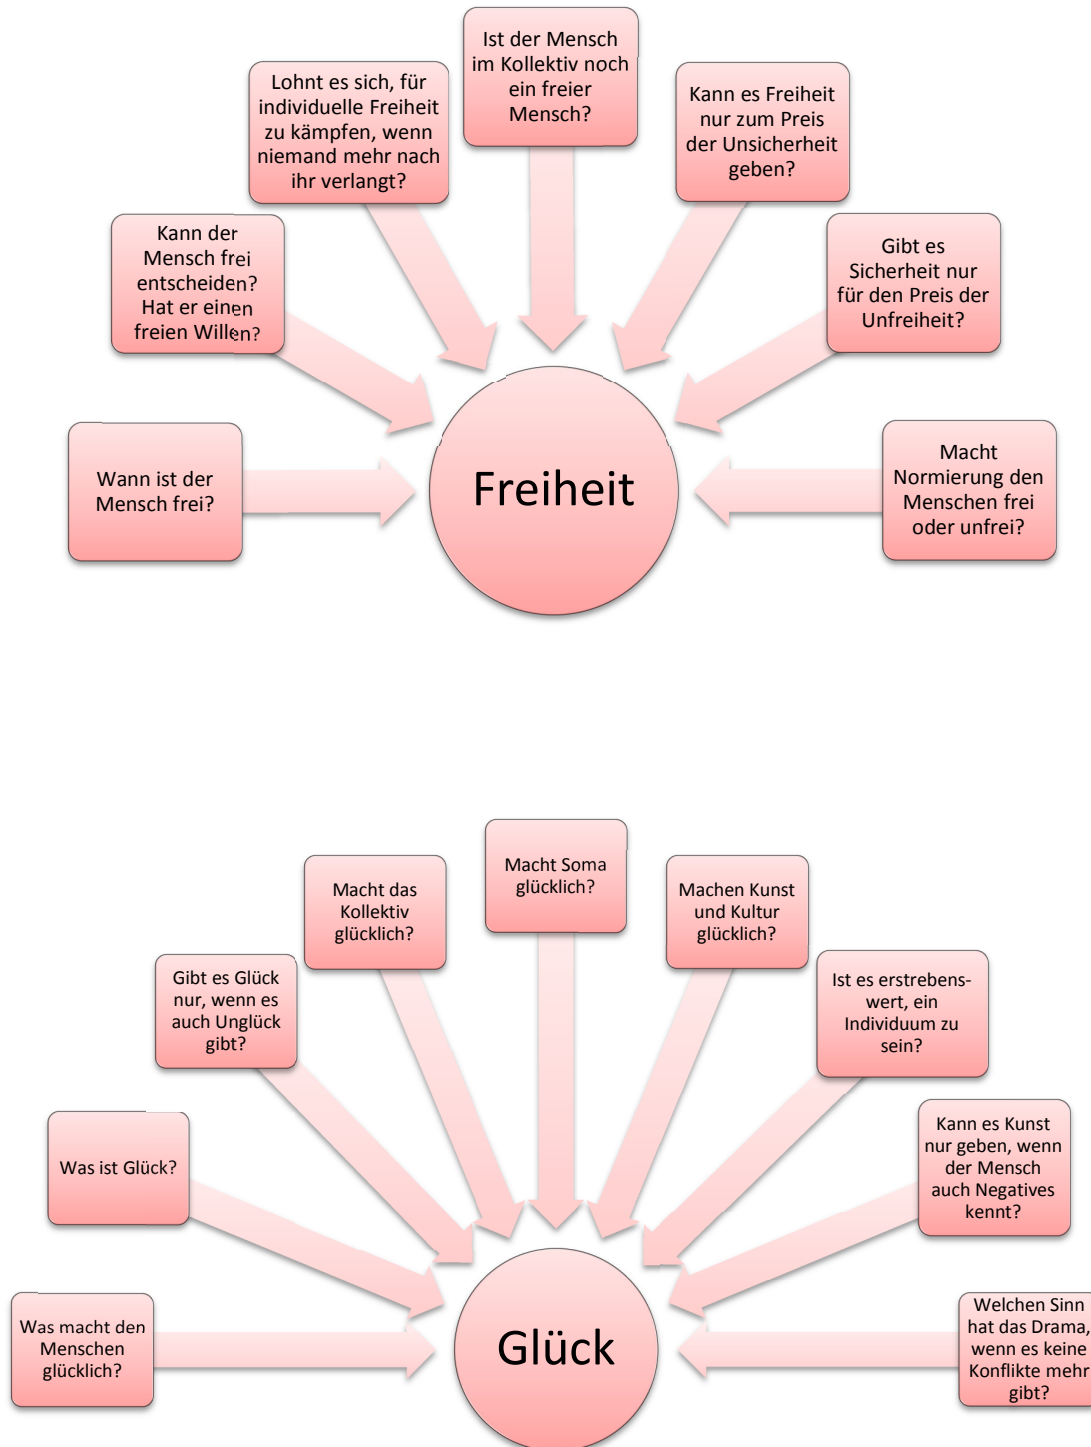 Wann ist der
Mensch frei?
Kann der
Mensch frei
entscheiden?
Hat er einen
freien Willen?
Lohnt es sich, für
individuelle Freiheit
zu kämpfen, wenn
niemand mehr nach
ihr verlangt?
Ist der Mensch
im Kollektiv noch
ein freier
Mensch?
Kann es Freiheit
nur zum Preis
der Unsicherheit
geben?
Gibt es
Sicherheit nur
für den Preis der
Unfreiheit?
Macht
Normierung den
Menschen frei
oder unfrei?
Freiheit
Was macht den
Menschen
glücklich?
Was ist Glück?
Gibt es Glück
nur, wenn es
auch Unglück
gibt?
Macht das
Kollektiv
glücklich?
Macht Soma
glücklich?
Machen Kunst
und Kultur
glücklich?
Ist es erstrebens-
wert, ein
Individuum zu
sein?
Kann es Kunst
nur geben, wenn
der Mensch
auch Negatives
kennt?
Welchen Sinn
hat das Drama,
wenn es keine
Konflikte mehr
gibt?
Glück